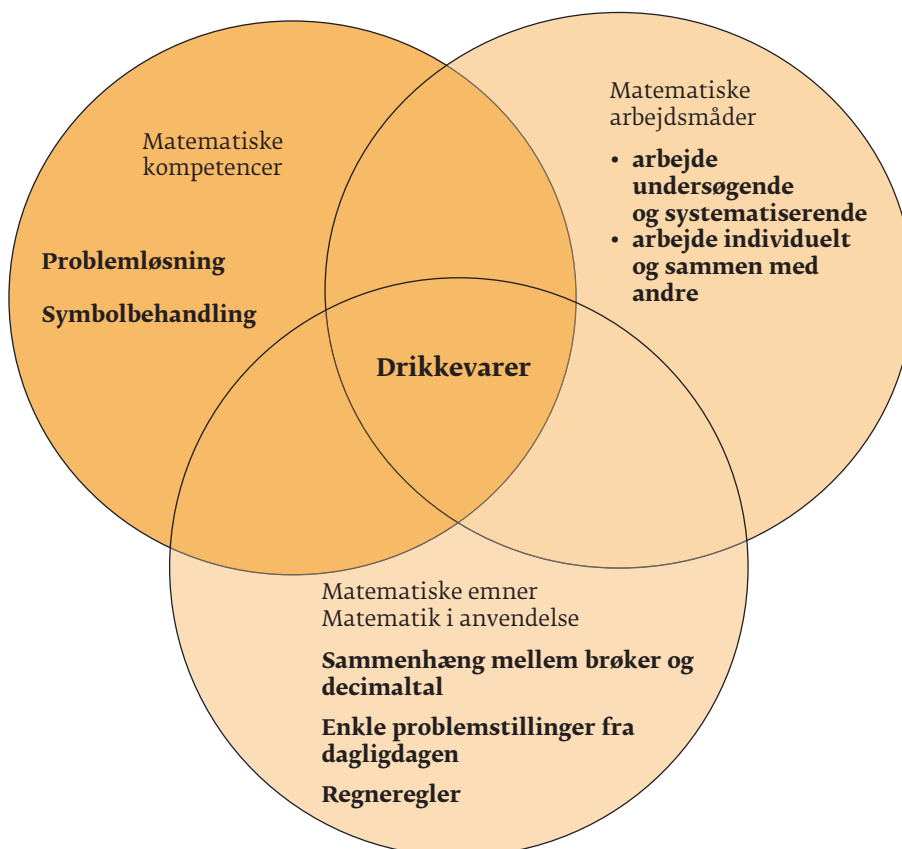 Matematiske
kompetencer
Problemløsning
Symbolbehandling
Matematiske
arbejdsmåder
• arbejde
undersøgende
og systematiserende
• arbejde individuelt
og sammen med
andre
Drikkevarer
Matematiske emner
Matematik i anvendelse
Sammenhæng mellem brøker og
decimaltal
Enkle problemstillinger fra
dagligdagen
Regneregler